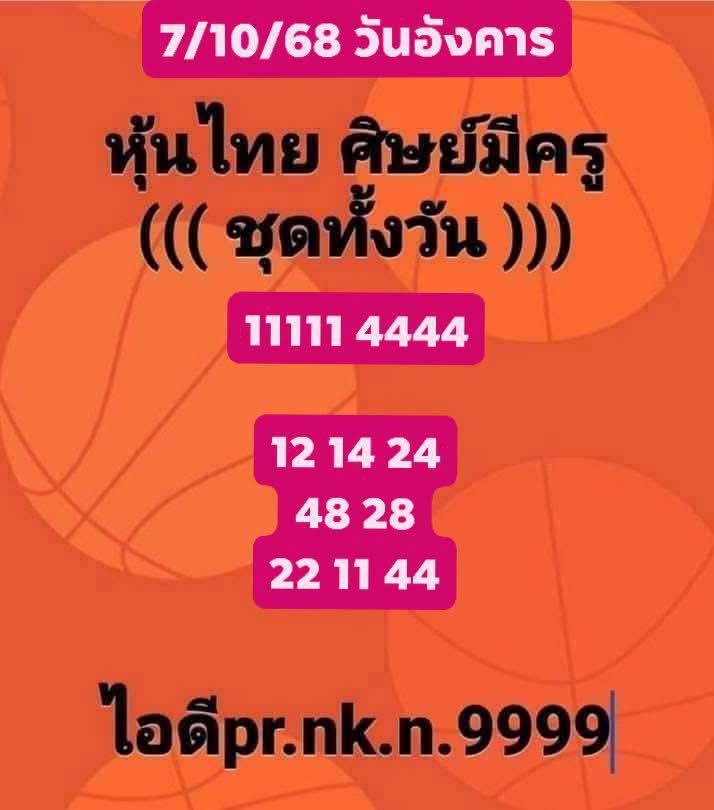 7/10/68 วันอังคาร
หุ้นไทย ศิษย์มีครู
((( ชุดทั้งวัน )))
11111 4444
12 14 24
48 28
22 11 44
ไอดีpr.nk.n.9999